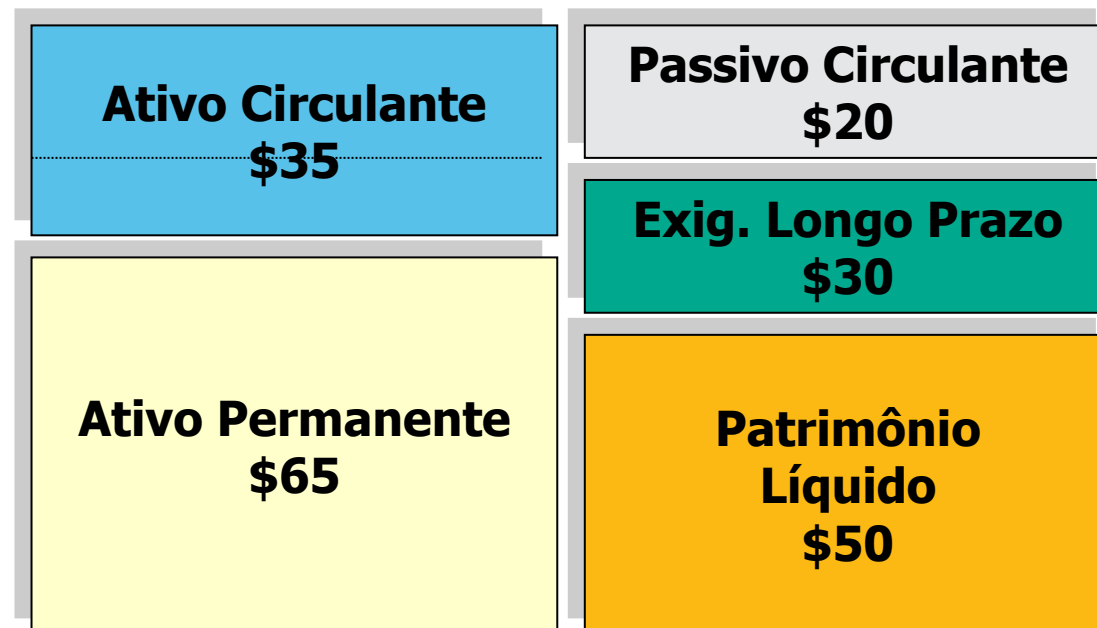 Ativo Circulante
$35
Ativo Permanente
$65
Passivo Circulante
$20
Exig. Longo Prazo
$30
Patrimônio
Líquido
$50